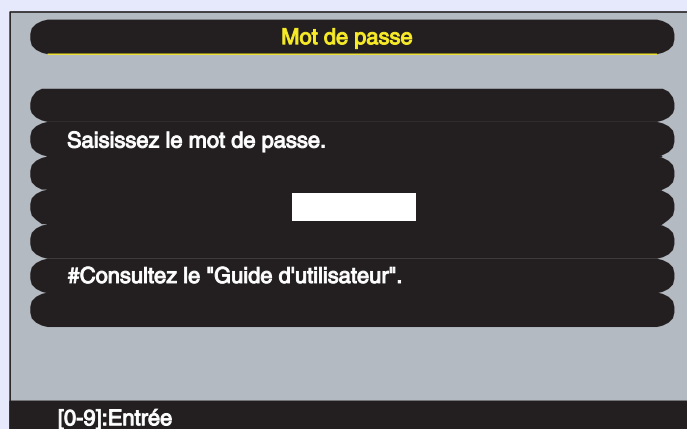 Mot de passe
Saisissez le mot de passe.
#Consultez le "Guide d'utilisateur".
[0-9]:Entrée